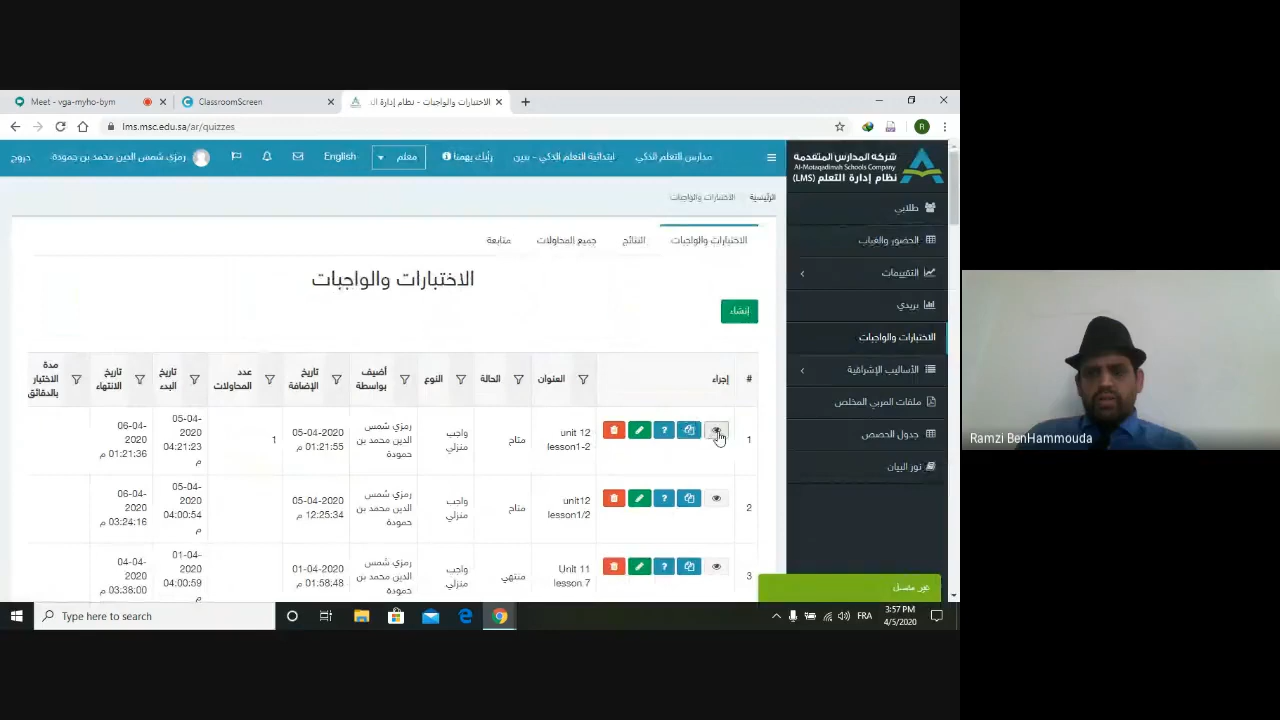 Meet - vga-myho-bym
ClassroomScreen
الاختبارات والواجبات - نظام إدارة الت
lms.msc.edu.sa/ar/quizzes
شركة المدارس المتقدمة
Al-Motaqadimah Schools Company
نظام إدارة التعلم (LMS)
مدارس التعلم الذكي
ابتدائية التعلم الذكي - بنين
رأيك يهمنا
معلم
English
رمزي شمس الدين محمد بن حمودة
خروج
طلابي
الحضور والغياب
التقييمات
بريدي
الاختبارات والواجبات
الأساليب الإشرافية
ملفات المربي المخلص
جدول الحصص
نور البيان
الرئيسية
الاختبارات والواجبات
الاختبارات والواجبات
النتائج
جميع المحاولات
متابعة
الاختبارات والواجبات
إنشاء
# إجراء العنوان الحالة النوع أضيف بواسطة تاريخ الإضافة عدد المحاولات تاريخ البدء تاريخ الانتهاء مدة الاختبار بالدقائق
1 unit 12 lesson1-2 متاح واجب منزلي رمزي شمس الدين محمد بن حمودة 05-04-2020 01:21:55 م 1 05-04-2020 04:21:23 م 06-04-2020 01:21:36 م
2 unit12 lesson1/2 متاح واجب منزلي رمزي شمس الدين محمد بن حمودة 05-04-2020 12:25:34 م 05-04-2020 04:00:54 م 06-04-2020 03:24:16 م
3 Unit 11 lesson 7 منتهي واجب منزلي رمزي شمس الدين محمد بن حمودة 01-04-2020 01:58:48 م 01-04-2020 04:00:59 م 04-04-2020 03:38:00 م
غير متصل
Type here to search
FRA
3:57 PM
4/5/2020
Ramzi BenHammouda